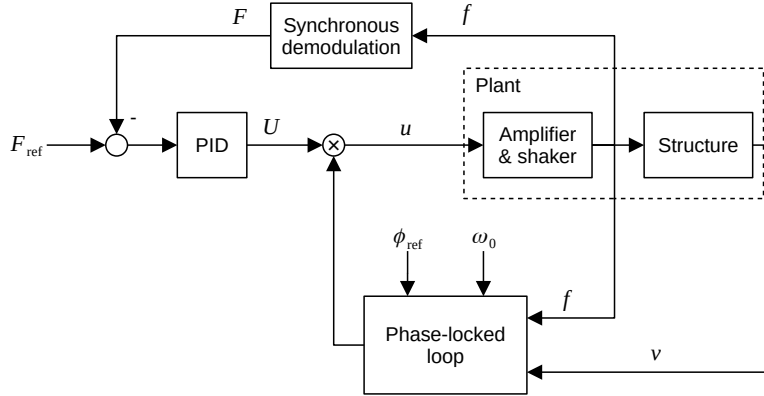 F
Synchronous
demodulation
f
Plant
-
F_ref
PID
U
×
u
Amplifier
& shaker
Structure
ϕ_ref
ω_0
Phase-locked
loop
f
v